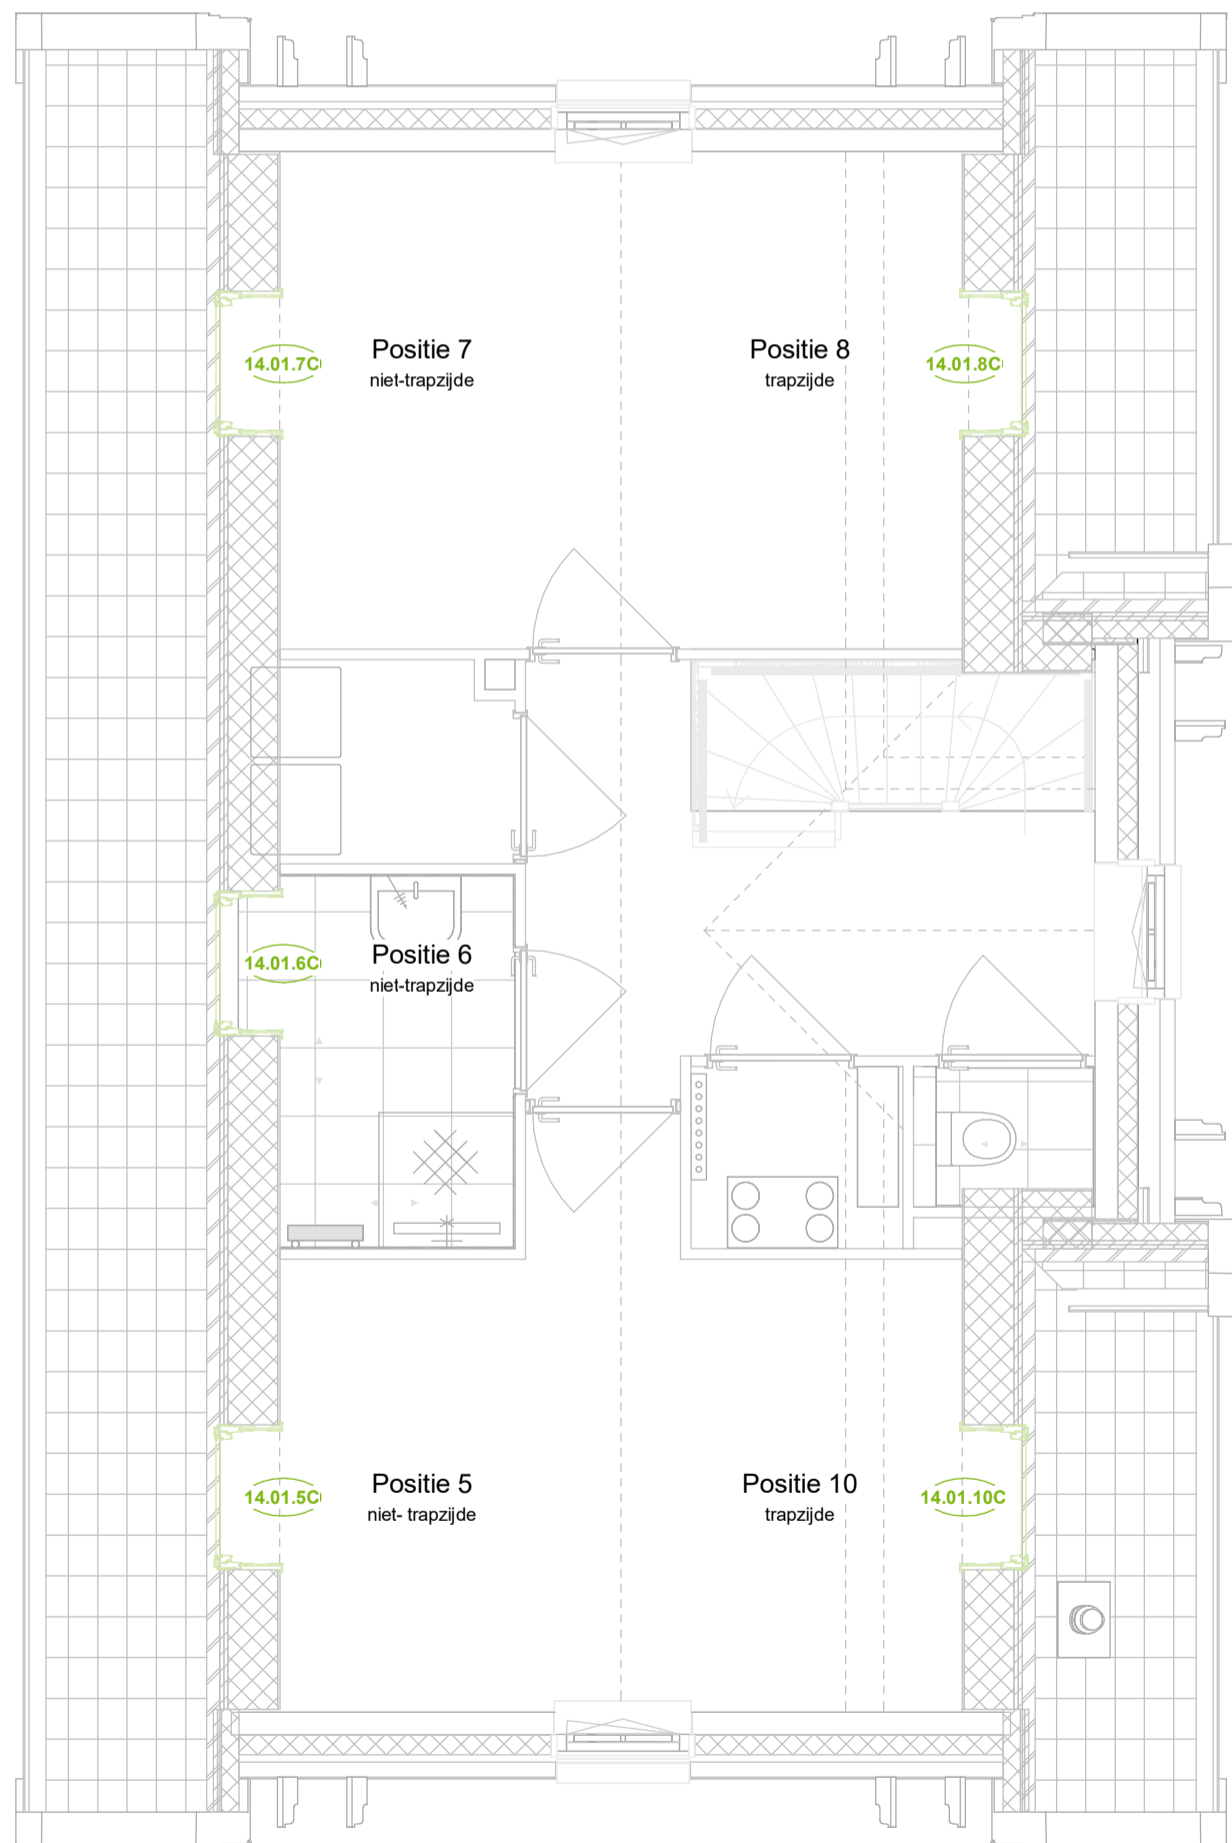 Positie 7
niet-trapzijde
14.01.7C
Positie 8
trapzijde
14.01.8C
Positie 6
niet-trapzijde
14.01.6C
Positie 5
niet- trapzijde
14.01.5C
Positie 10
trapzijde
14.01.10C